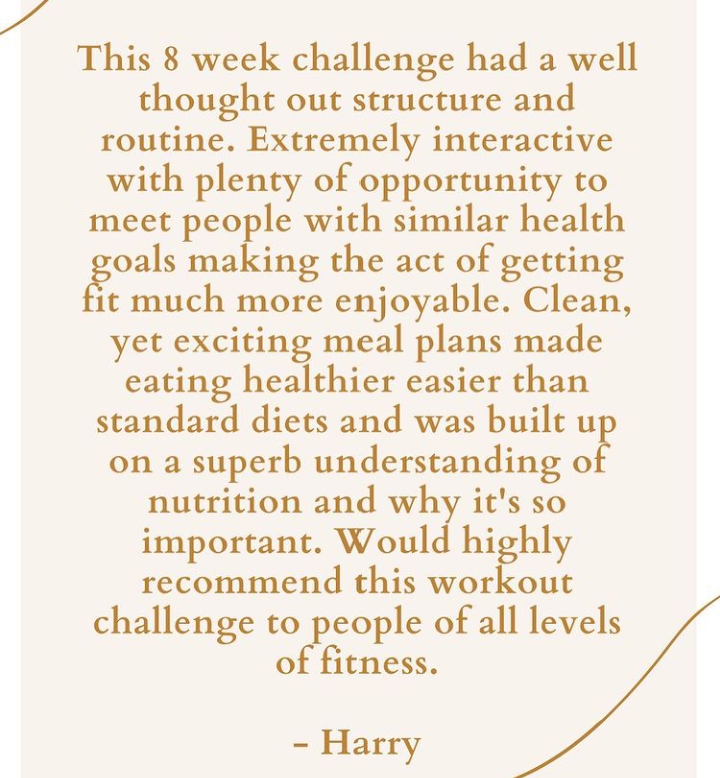 This 8 week challenge had a well
thought out structure and
routine. Extremely interactive
with plenty of opportunity to
meet people with similar health
goals making the act of getting
fit much more enjoyable. Clean,
yet exciting meal plans made
eating healthier easier than
standard diets and was built up
on a superb understanding of
nutrition and why it's so
important. Would highly
recommend this workout
challenge to people of all levels
of fitness.
- Harry